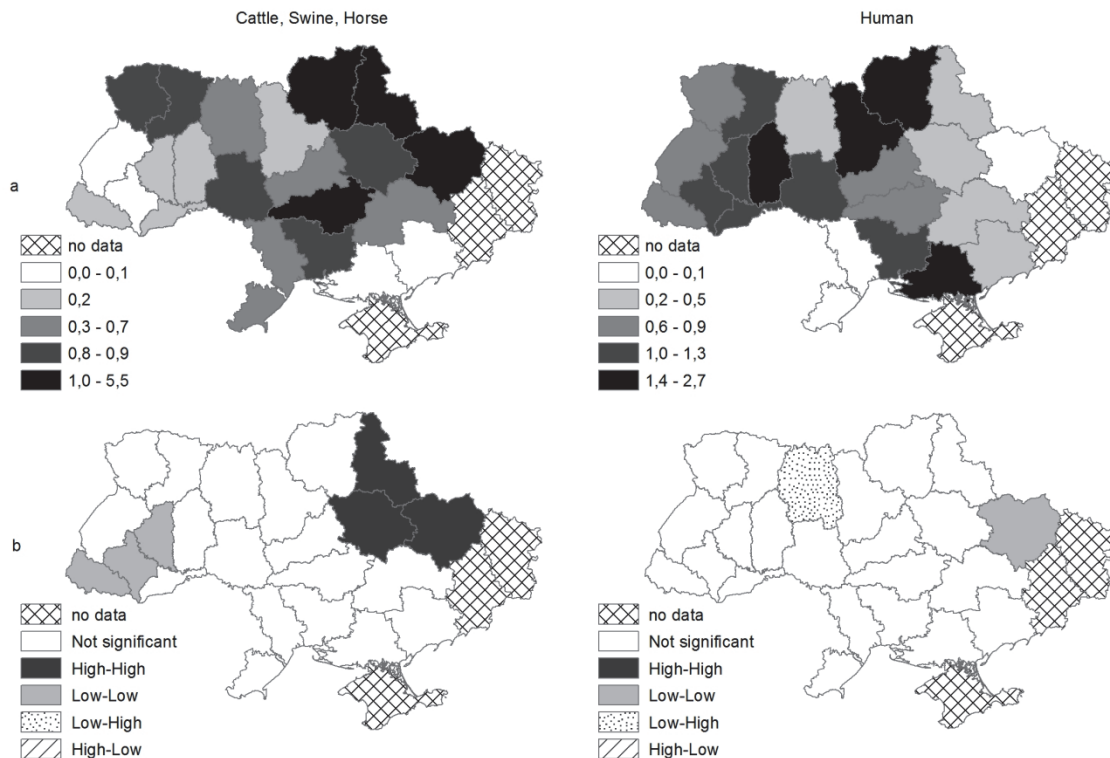 Cattle, Swine, Horse
Human
a
no data
0,0 - 0,1
0,2
0,3 - 0,7
0,8 - 0,9
1,0 - 5,5
no data
0,0 - 0,1
0,2 - 0,5
0,6 - 0,9
1,0 - 1,3
1,4 - 2,7
b
no data
Not significant
High-High
Low-Low
Low-High
High-Low
no data
Not significant
High-High
Low-Low
Low-High
High-Low